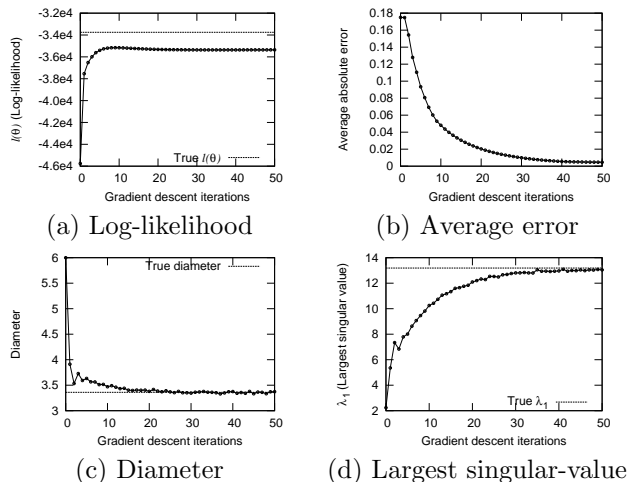 -3.2e4
-3.4e4
-3.6e4
-3.8e4
-4.0e4
-4.2e4
-4.4e4
-4.6e4
0 10 20 30 40 50
l(θ) (Log-likelihood)
Gradient descent iterations
True l(θ)
(a) Log-likelihood
0.18
0.16
0.14
0.12
0.1
0.08
0.06
0.04
0.02
0
0 10 20 30 40 50
Average absolute error
Gradient descent iterations
(b) Average error
6
5.5
5
4.5
4
3.5
3
0 10 20 30 40 50
Diameter
Gradient descent iterations
True diameter
(c) Diameter
14
12
10
8
6
4
2
0 10 20 30 40 50
λ1 (Largest singular value)
Gradient descent iterations
True λ1
(d) Largest singular-value